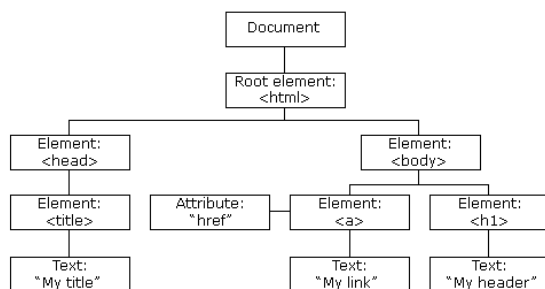 Document
Root element:
<html>
Element:
<head>
Element:
<body>
Element:
<title>
Attribute:
“href”
Element:
<a>
Element:
<h1>
Text:
“My title”
Text:
“My link”
Text:
“My header”